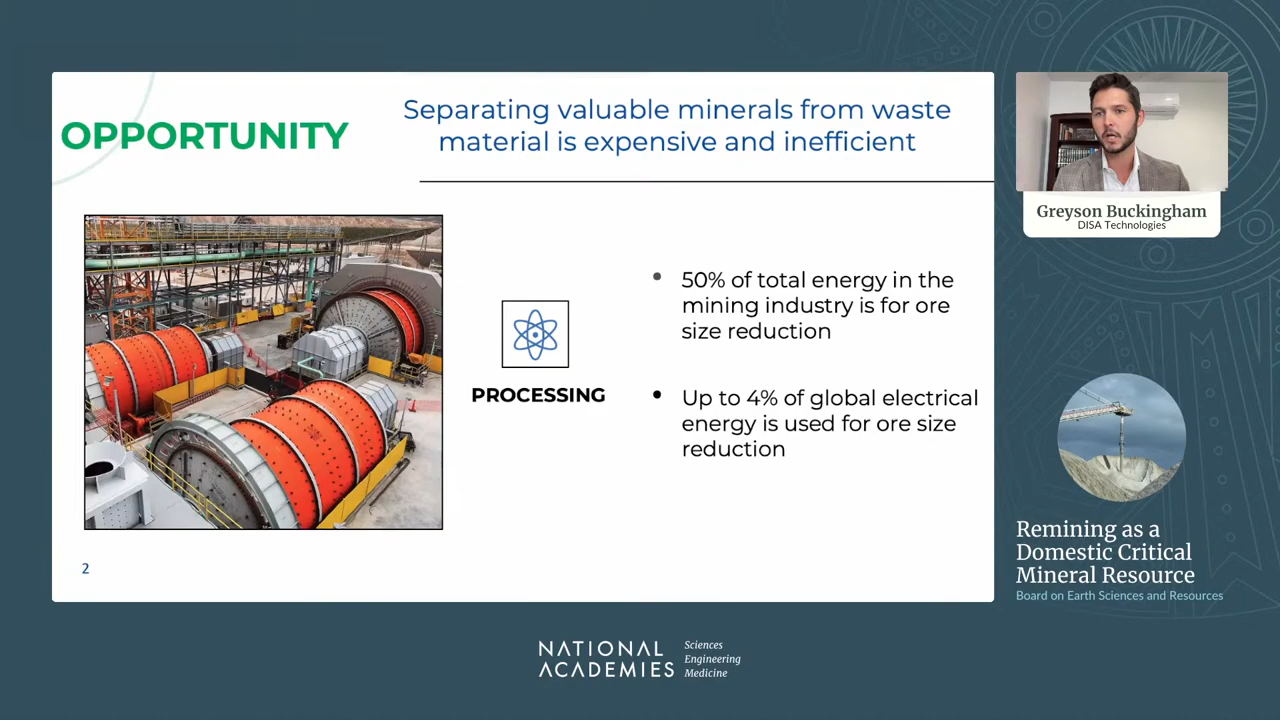 OPPORTUNITY
Separating valuable minerals from waste
material is expensive and inefficient
PROCESSING
• 50% of total energy in the
mining industry is for ore
size reduction
• Up to 4% of global electrical
energy is used for ore size
reduction
2
Greyson Buckingham
DISA Technologies
Remining as a
Domestic Critical
Mineral Resource
Board on Earth Sciences and Resources
NATIONAL
ACADEMIES
Sciences
Engineering
Medicine